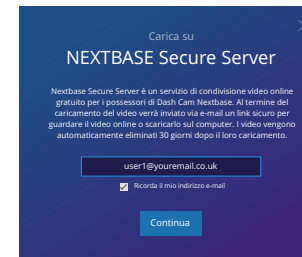 Carica su
NEXTBASE Secure Server
Nextbase Secure Server è un servizio di condivisione video online
gratuito per i possessori di Dash Cam Nextbase. Al termine del
caricamento del video verrà inviato via e-mail un link sicuro per
guardare il video online o scaricarlo sul computer. I video vengono
automaticamente eliminati 30 giorni dopo il loro caricamento.
user1@youremail.co.uk
Ricorda il mio indirizzo e-mail
Continua